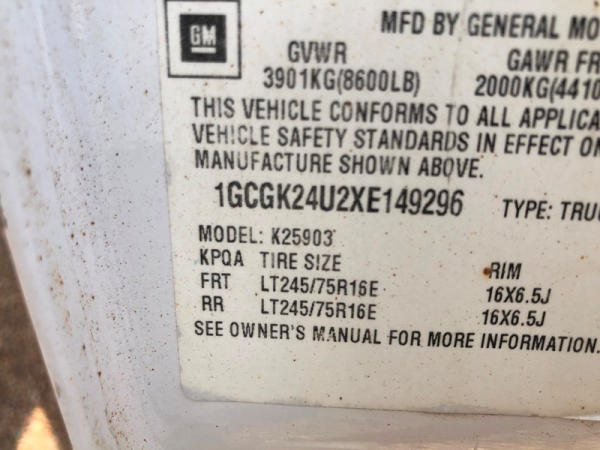 GM
MFD BY GENERAL MO
GVWR GAWR FR
3901KG(8600LB) 2000KG(4410
THIS VEHICLE CONFORMS TO ALL APPLICA
VEHICLE SAFETY STANDARDS IN EFFECT ON
MANUFACTURE SHOWN ABOVE.
1GCGK24U2XE149296 TYPE: TRU
MODEL: K25903
KPQA TIRE SIZE RIM
FRT LT245/75R16E 16X6.5J
RR LT245/75R16E 16X6.5J
SEE OWNER'S MANUAL FOR MORE INFORMATION.